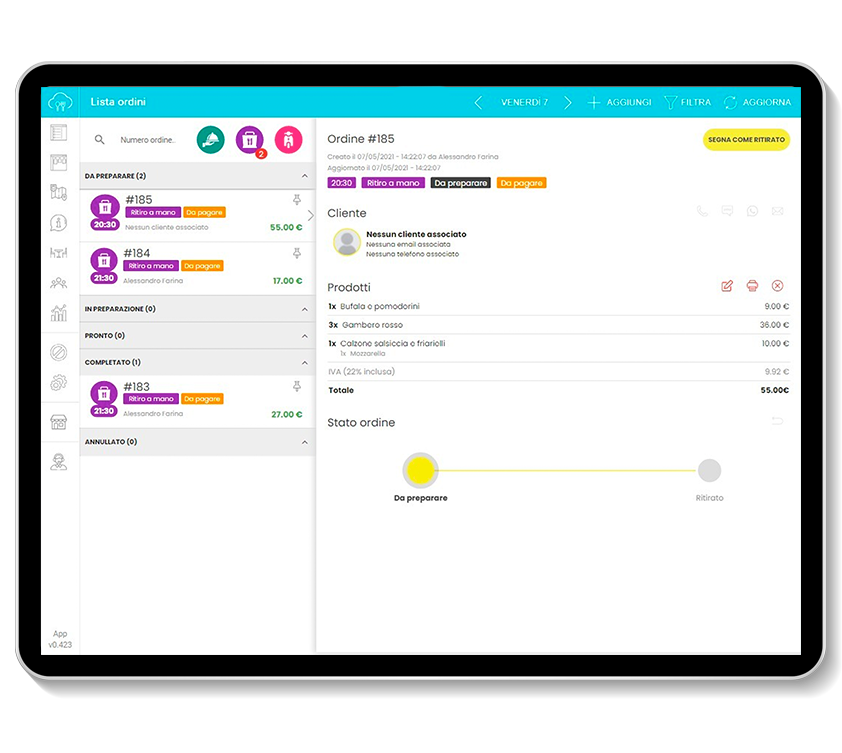 Lista ordini
VENERDÌ 7
AGGIUNGI
FILTRA
AGGIORNA
Numero ordine..
2
DA PREPARARE (2)
#185
Ritiro a mano Da pagare
20:30
Nessun cliente associato
55.00 €
#184
Ritiro a mano Da pagare
21:30
Alessandro Farina
17.00 €
IN PREPARAZIONE (0)
PRONTO (0)
COMPLETATO (1)
#183
Ritiro a mano Da pagare
21:30
Alessandro Farina
27.00 €
ANNULLATO (0)
App
v0.423
Ordine #185
SEGNA COME RITIRATO
Creato il 07/05/2021 - 14:22:07 da Alessandro Farina
Aggiornato il 07/05/2021 - 14:22:07
20:30 Ritiro a mano Da preparare Da pagare
Cliente
Nessun cliente associato
Nessuna email associata
Nessuna telefono associato
Prodotti
1x Bufala e pomodorini 9.00 €
3x Gambero rosso 36.00 €
1x Calzone salsiccia e friarielli 10.00 €
1x Mozzarella
IVA (22% inclusa) 9.92 €
Totale 55.00€
Stato ordine
Da preparare
Ritirato